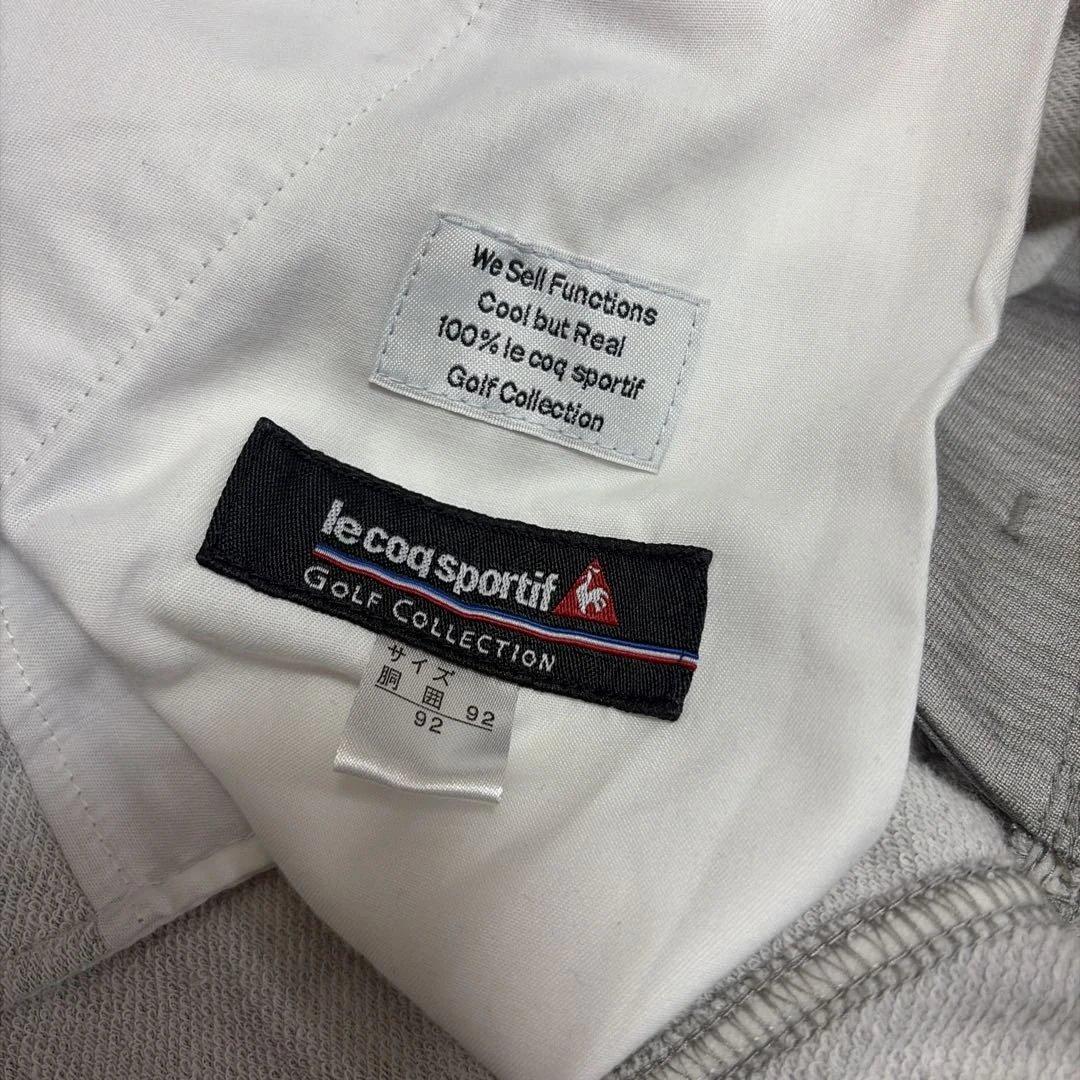 We Sell Functions
Cool but Real
100% le coq sportif
Golf Collection
le coq sportif
GOLF COLLECTION
サイズ
胴囲 92
92